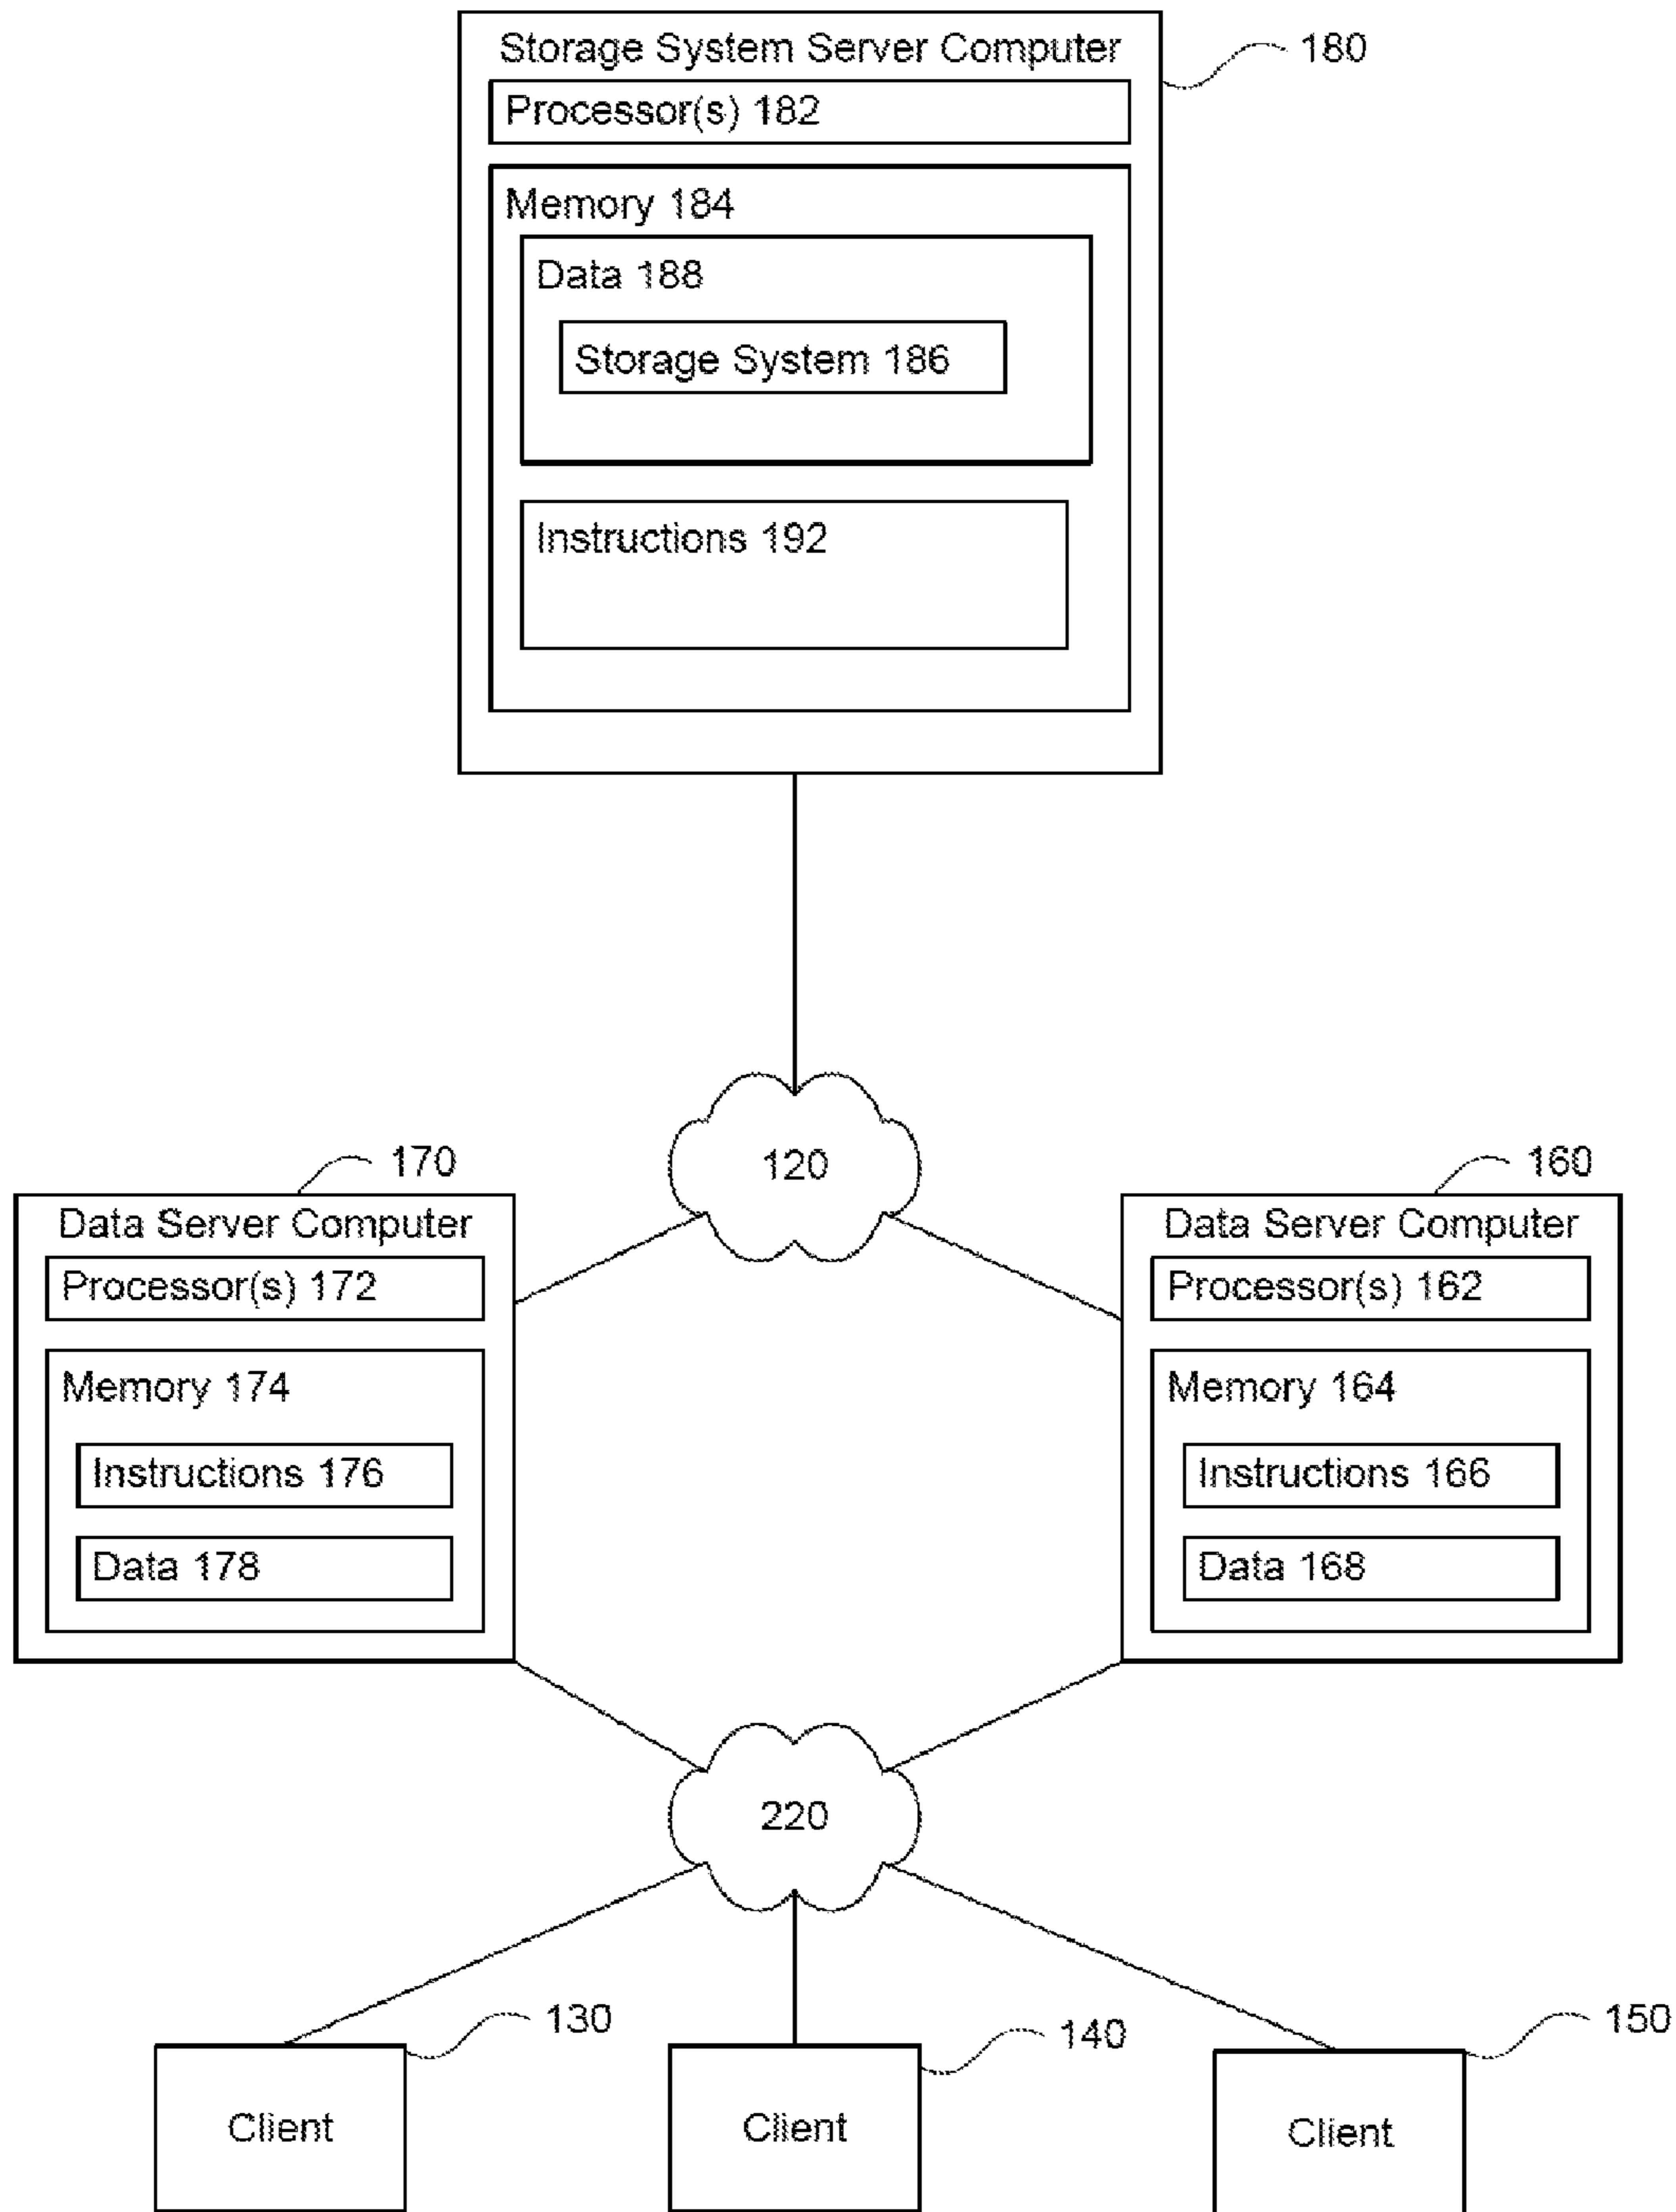 Storage System Server Computer
180
Processor(s) 182
Memory 184
Data 188
Storage System 186
Instructions 192
120
170
Data Server Computer
Processor(s) 172
Memory 174
Instructions 176
Data 178
160
Data Server Computer
Processor(s) 162
Memory 164
Instructions 166
Data 168
220
130
Client
140
Client
150
Client